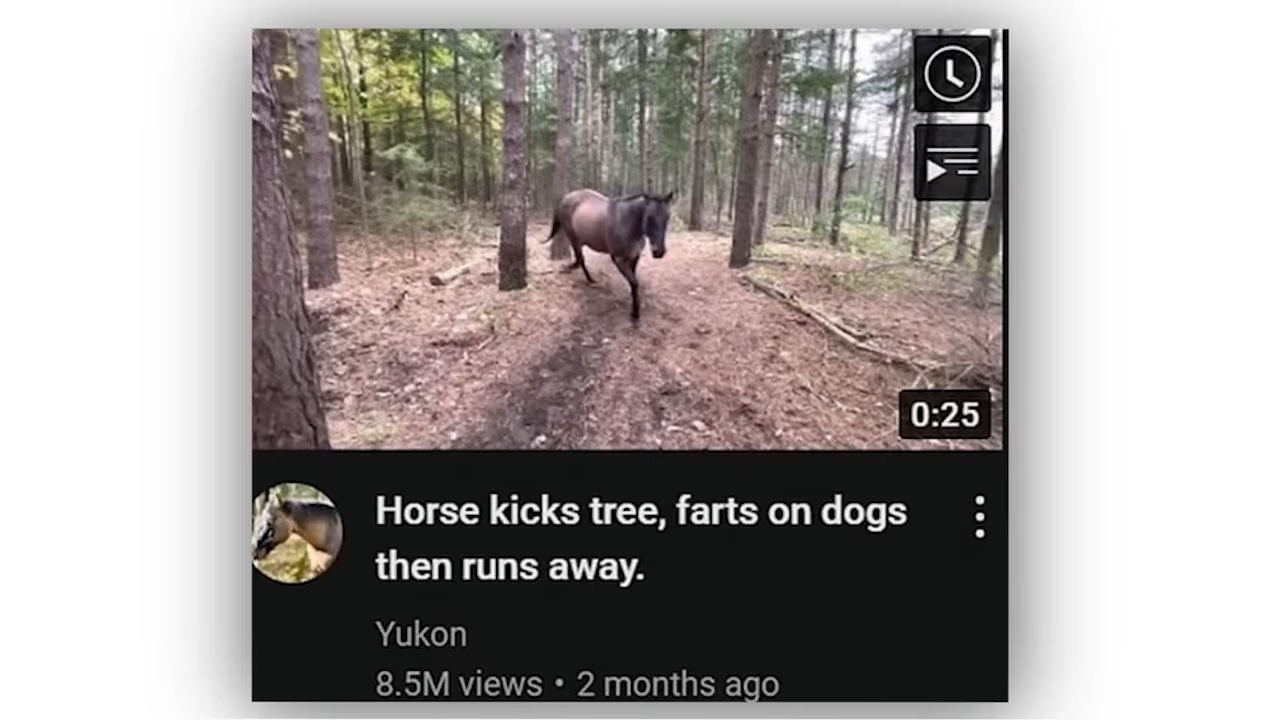 0:25
Horse kicks tree, farts on dogs
then runs away.
Yukon
8.5M views • 2 months ago